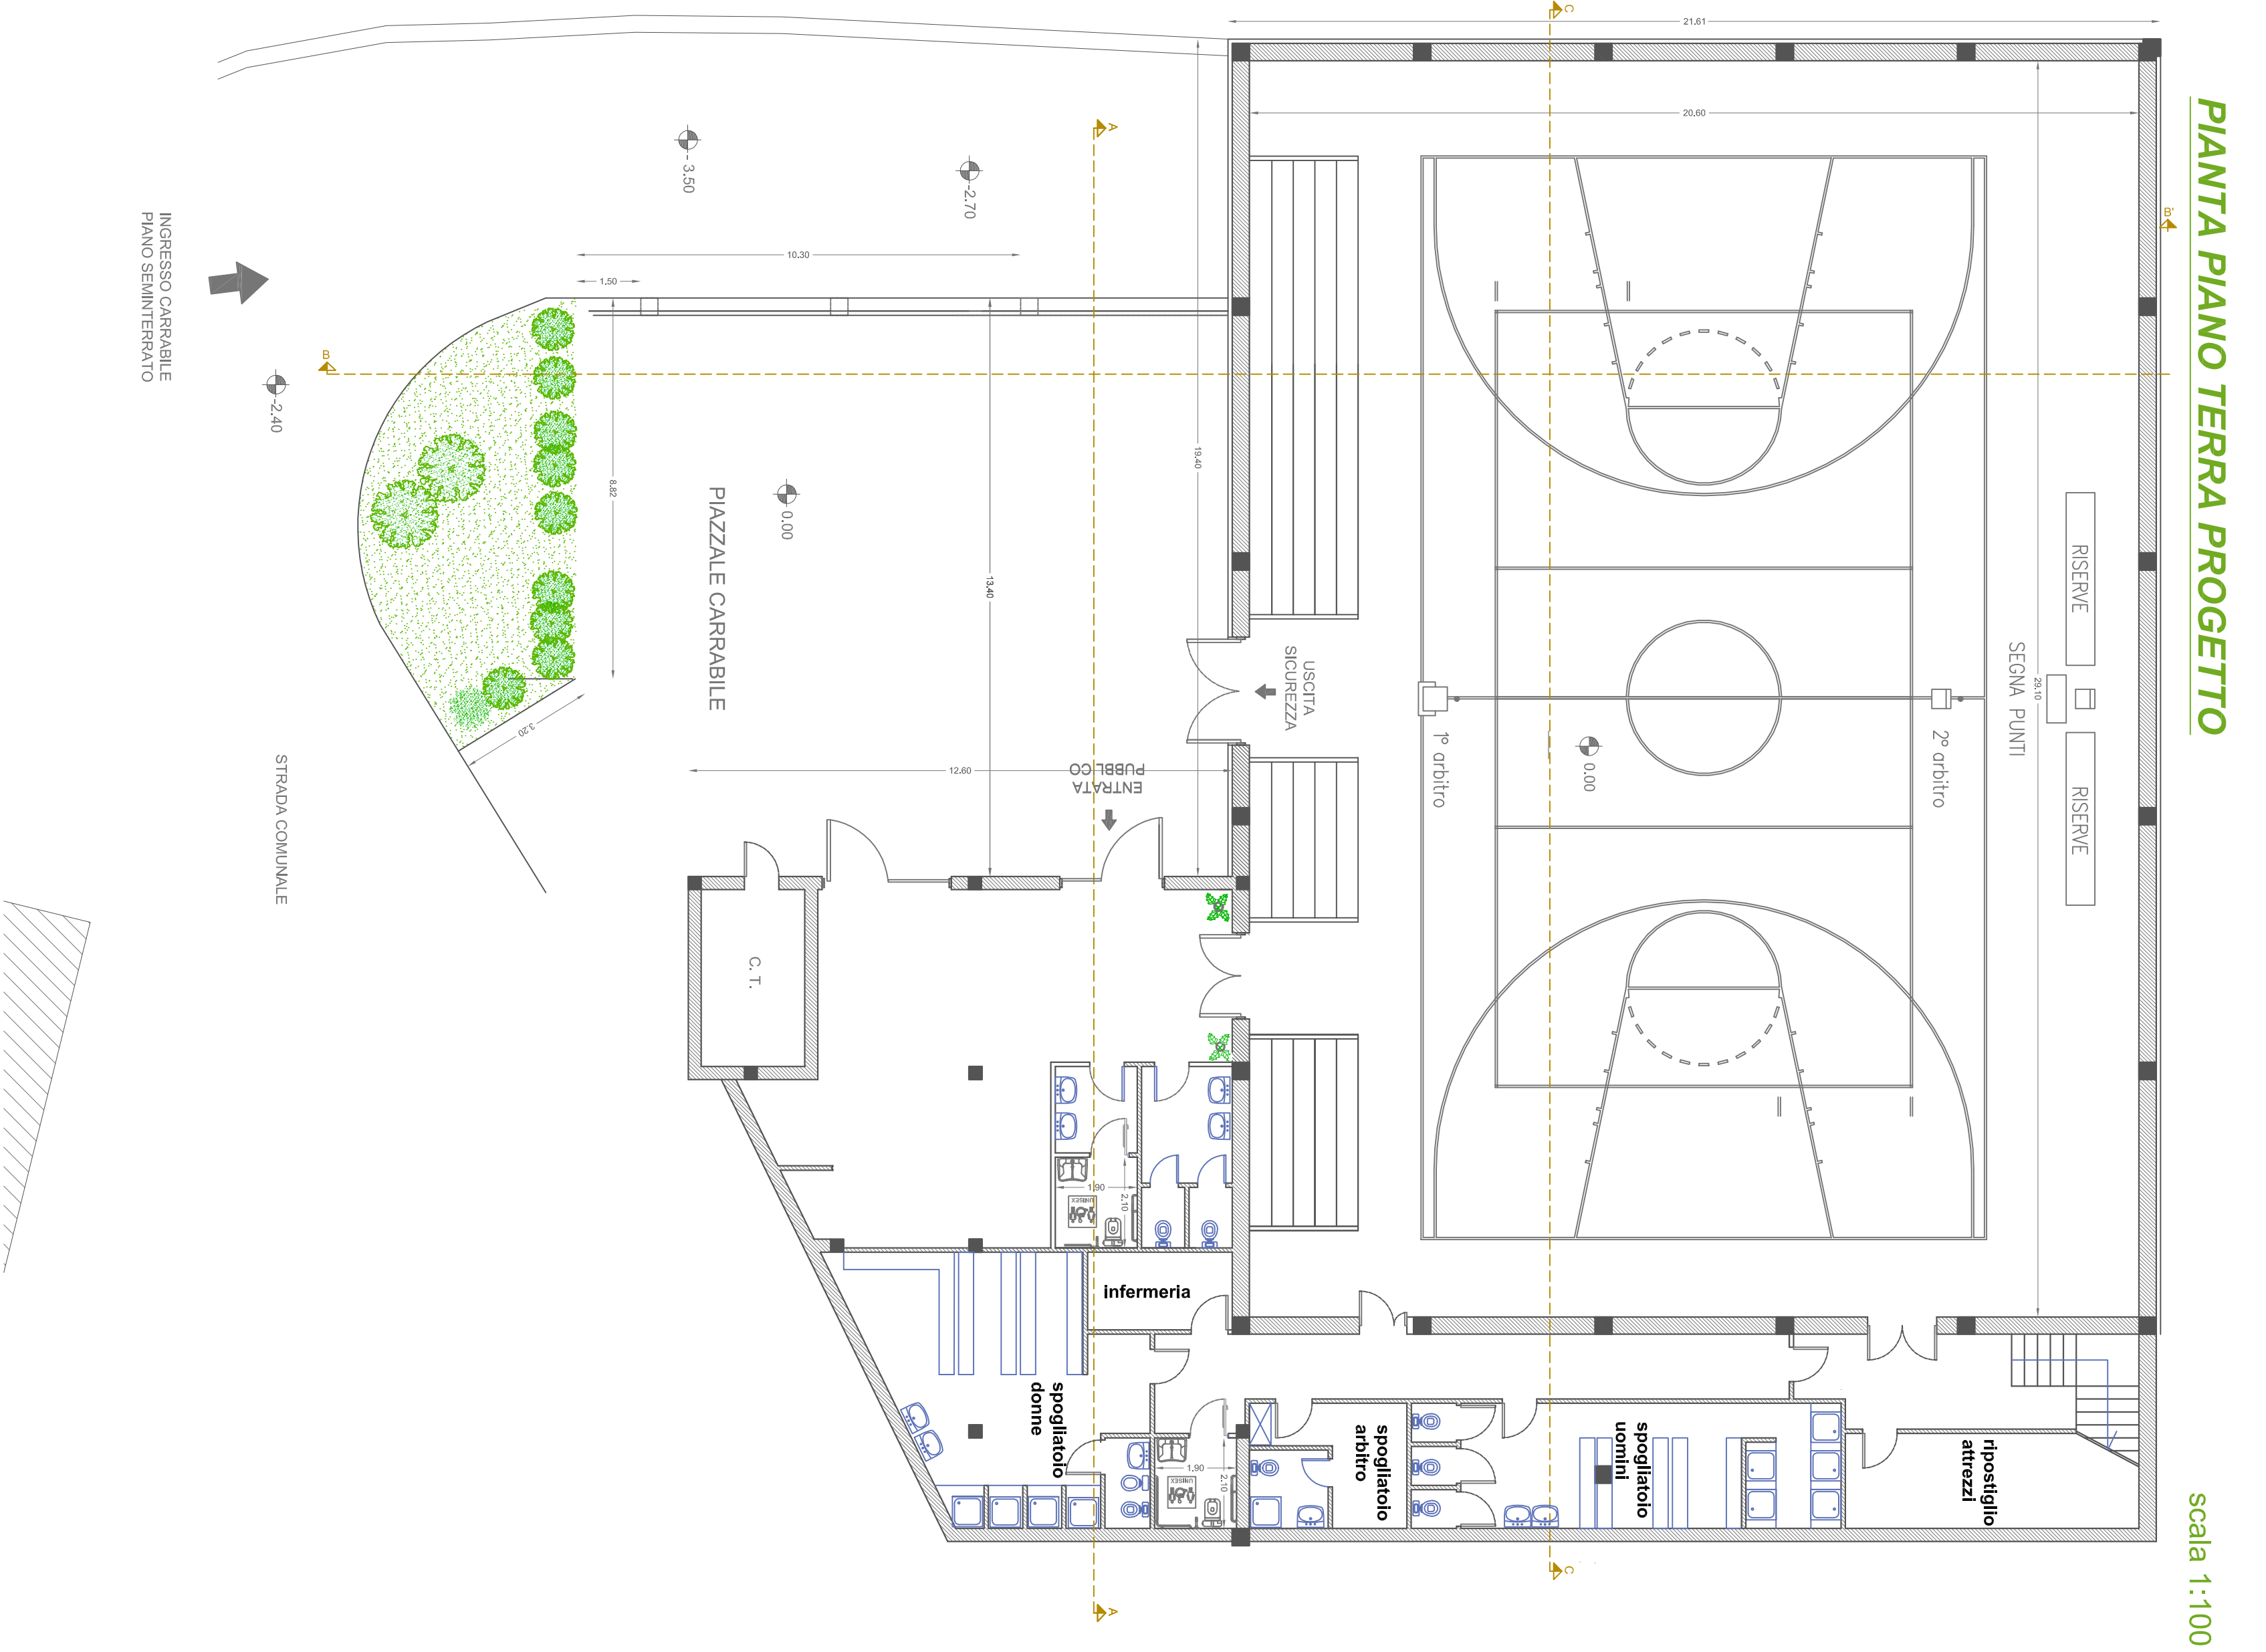 PIANTA PIANO TERRA PROGETTO
scala 1:100
21.61
C
20.60
B'
A
19.40
- 3.50
-2.70
10.30
1,50
INGRESSO CARRABILE
PIANO SEMINTERRATO
-2.40
B
8.82
13.40
PIAZZALE CARRABILE
0.00
3.20
STRADA COMUNALE
12.60
ENTRATA
PUBBLICO
USCITA
SICUREZZA
RISERVE
SEGNA PUNTI
29.10
RISERVE
1° arbitro
2° arbitro
0.00
C. T.
1,90
2.10
UNISEX
infermeria
spogliatoio
donne
1,90
2.10
UNISEX
spogliatoio
arbitro
spogliatoio
uomini
ripostiglio
attrezzi
C
A